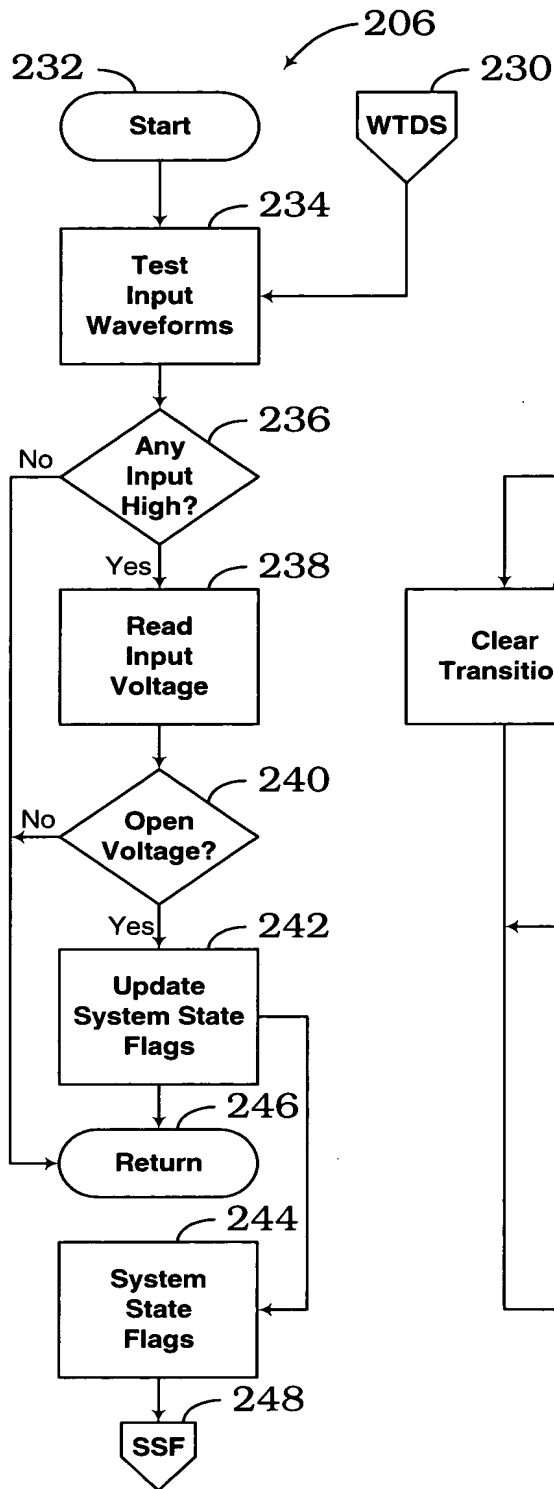 206
232
230
Start
WTDS
234
Test
Input
Waveforms
236
No
Any
Input
High?
Yes
238
Read
Input
Voltage
Clear
240
No
Open
Voltage?
Yes
242
Update
System State
Flags
246
Return
244
System
State
Flags
248
SSF